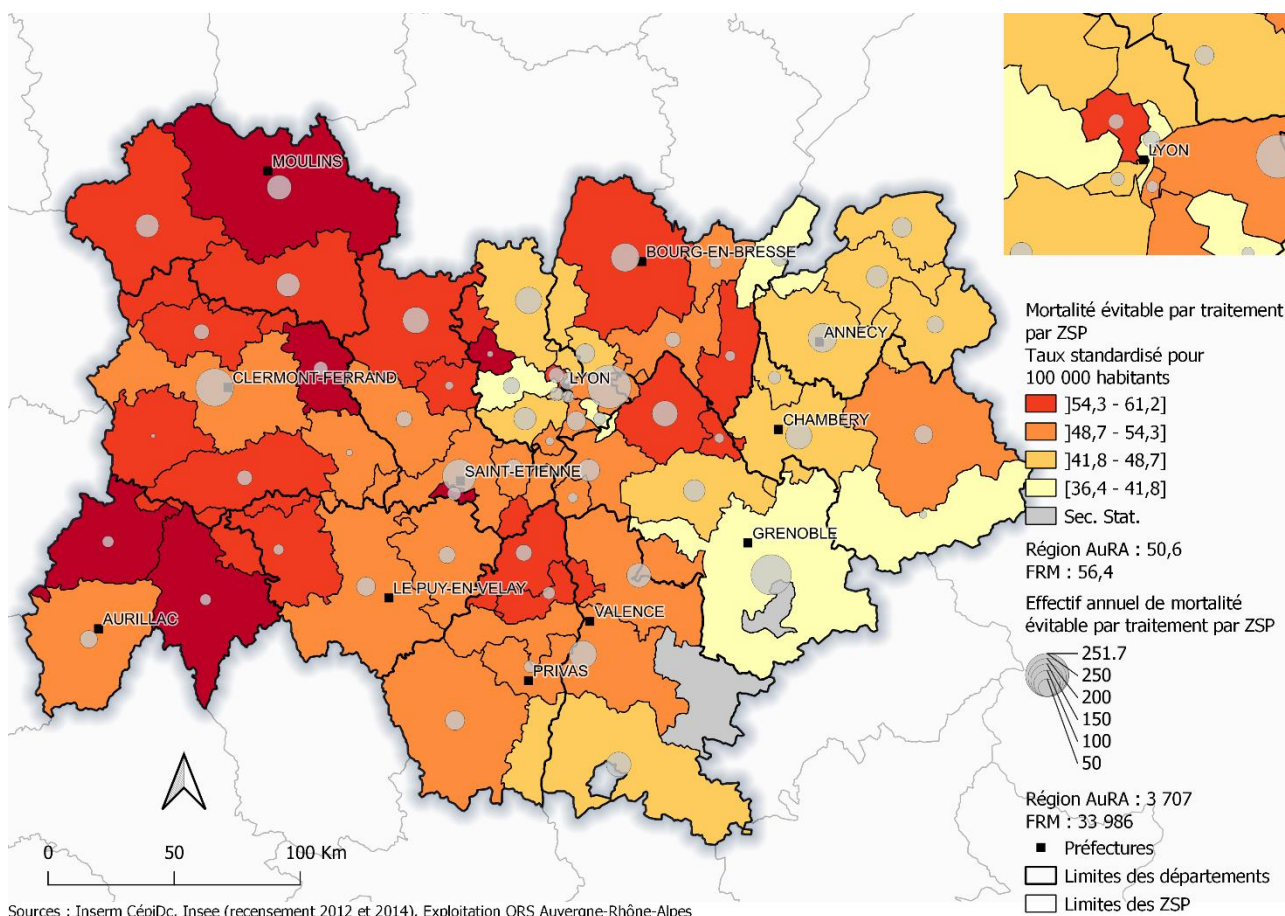 MOULINS
BOURG-EN-BRESSE
ANNECY
CLERMONT-FERRAND
LYON
CHAMBERY
SAINT-ETIENNE
GRENOBLE
LE-PUY-EN-VELAY
VALENCE
AURILLAC
PRIVAS
0 50 100 Km
LYON
Mortalité évitable par traitement
par ZSP
Taux standardisé pour
100 000 habitants
]54,3 - 61,2]
]48,7 - 54,3]
]41,8 - 48,7]
[36,4 - 41,8]
Sec. Stat.
Région AuRA : 50,6
FRM : 56,4
Effectif annuel de mortalité
évitable par traitement par ZSP
251.7
250
200
150
100
50
Région AuRA : 3 707
FRM : 33 986
Préfectures
Limites des départements
Limites des ZSP
Sources : Inserm CépiDc, Insee (recensement 2012 et 2014), Exploitation ORS Auvergne-Rhône-Alpes